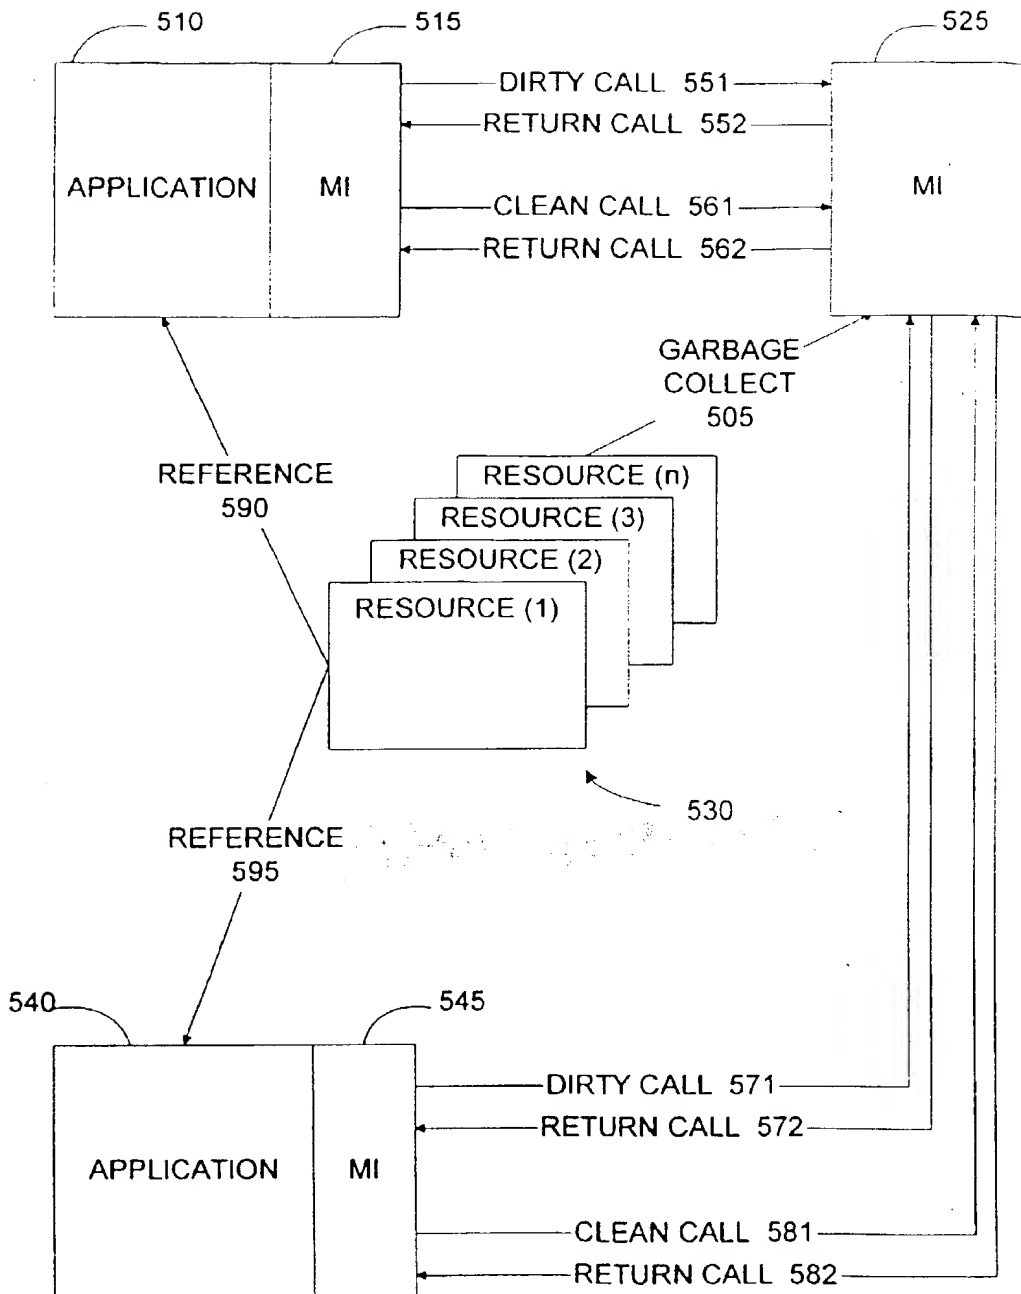 510
515
525
DIRTY CALL 551
RETURN CALL 552
APPLICATION
MI
MI
CLEAN CALL 561
RETURN CALL 562
GARBAGE
COLLECT
505
REFERENCE
590
RESOURCE (n)
RESOURCE (3)
RESOURCE (2)
RESOURCE (1)
530
REFERENCE
595
540
545
DIRTY CALL 571
RETURN CALL 572
APPLICATION
MI
CLEAN CALL 581
RETURN CALL 582